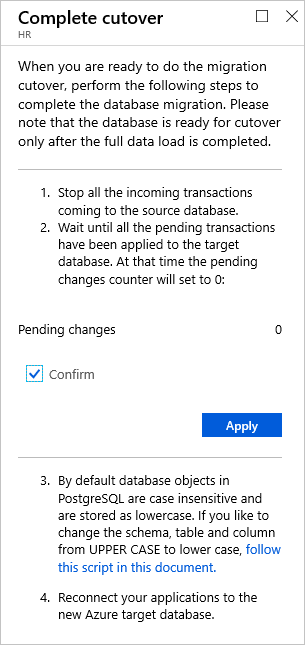 Complete cutover
HR
When you are ready to do the migration
cutover, perform the following steps to
complete the database migration. Please
note that the database is ready for cutover
only after the full data load is completed.
1. Stop all the incoming transactions
coming to the source database.
2. Wait until all the pending transactions
have been applied to the target
database. At that time the pending
changes counter will set to 0:
Pending changes 0
Confirm
Apply
3. By default database objects in
PostgreSQL are case insensitive and
are stored as lowercase. If you like to
change the schema, table and column
from UPPER CASE to lower case, follow
this script in this document.
4. Reconnect your applications to the
new Azure target database.